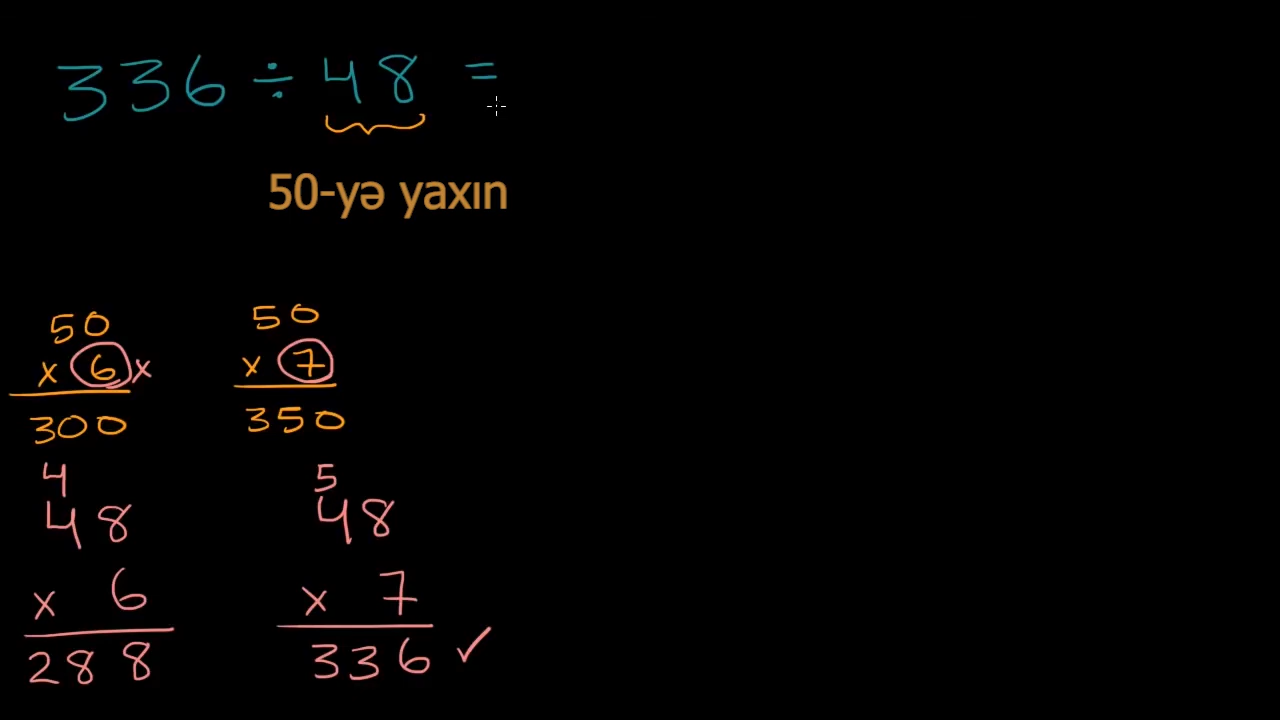 336 ÷ 48 =
50-yə yaxın
50
x 6 x
300
50
x 7
350
4
48
x 6
288
5
48
x 7
336 ✓